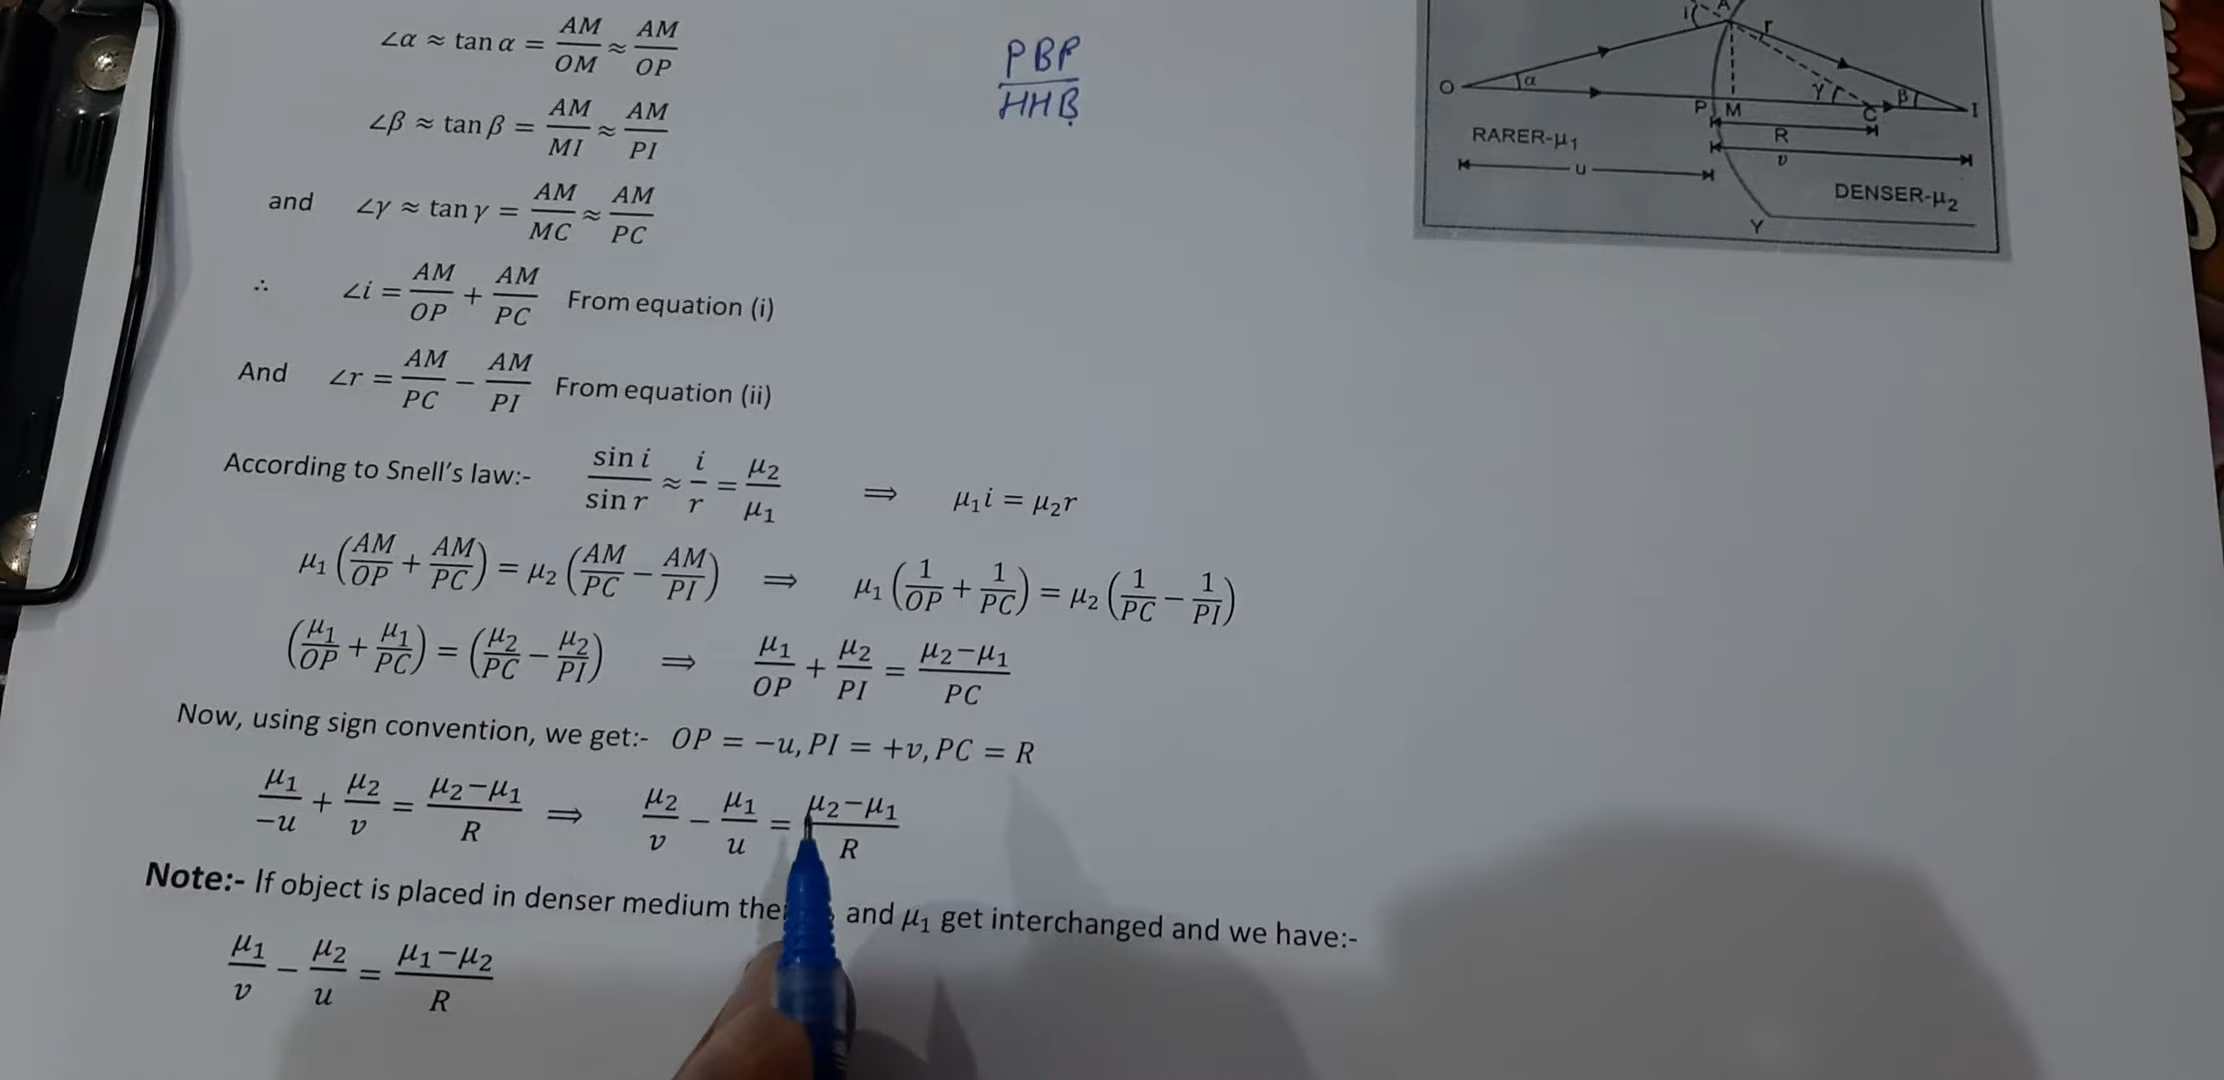 ∠α ≈ tan α = AM/OM ≈ AM/OP
∠β ≈ tan β = AM/MI ≈ AM/PI
and ∠γ ≈ tan γ = AM/MC ≈ AM/PC
∴ ∠i = AM/OP + AM/PC From equation (i)
And ∠r = AM/PC − AM/PI From equation (ii)
According to Snell's law:- sin i/sin r ≈ i/r = μ₂/μ₁ ⟹ μ₁i = μ₂r
μ₁(AM/OP + AM/PC) = μ₂(AM/PC − AM/PI) ⟹ μ₁(1/OP + 1/PC) = μ₂(1/PC − 1/PI)
(μ₁/OP + μ₁/PC) = (μ₂/PC − μ₂/PI) ⟹ μ₁/OP + μ₂/PI = μ₂−μ₁/PC
Now, using sign convention, we get:- OP = −u, PI = +v, PC = R
μ₁/−u + μ₂/v = μ₂−μ₁/R ⟹ μ₂/v − μ₁/u = μ₂−μ₁/R
Note:- If object is placed in denser medium the and μ₁ get interchanged and we have:-
μ₁/v − μ₂/u = μ₁−μ₂/R
PBP
HHB
i A r
O α γ β I
P M C
RARER-μ₁ R
u v
DENSER-μ₂
Y